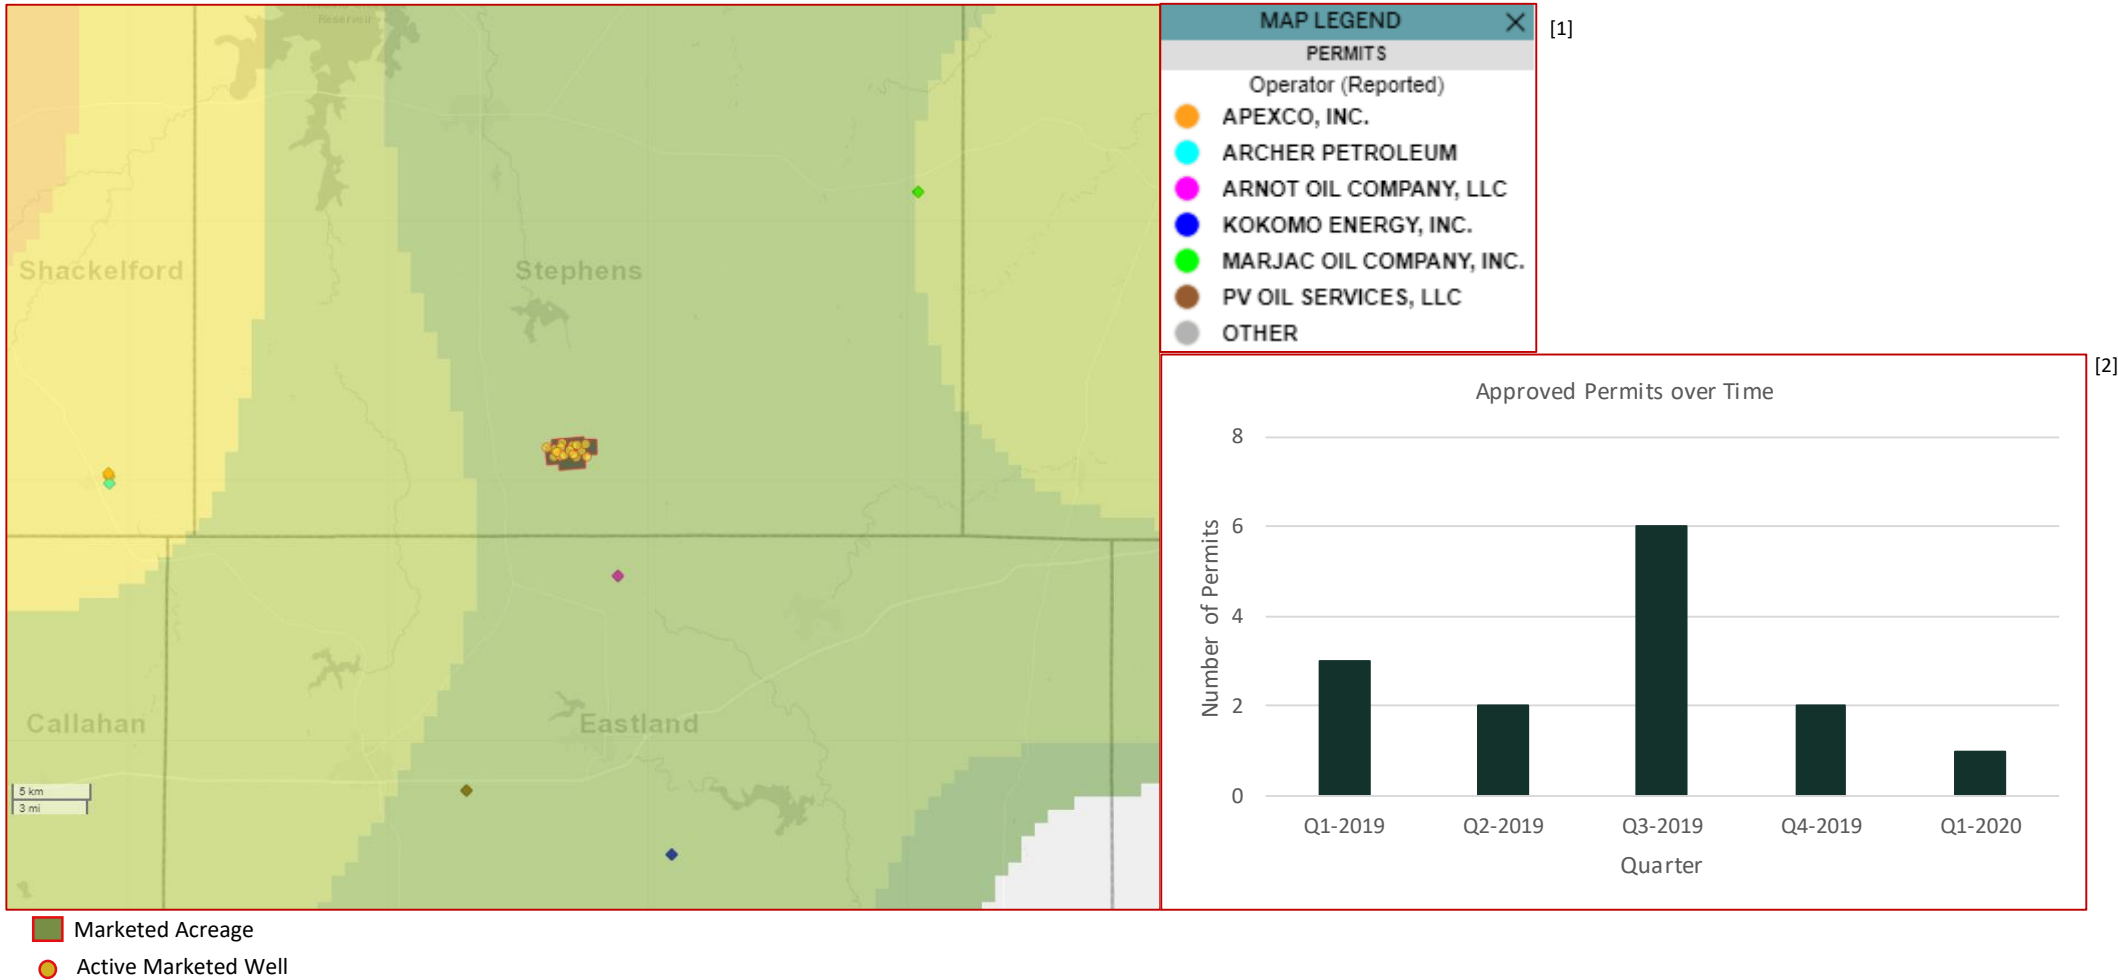 Reservoir
Shackelford
Stephens
Callahan
Eastland
5 km
3 mi
MAP LEGEND
[1]
PERMITS
Operator (Reported)
APEXCO, INC.
ARCHER PETROLEUM
ARNOT OIL COMPANY, LLC
KOKOMO ENERGY, INC.
MARJAC OIL COMPANY, INC.
PV OIL SERVICES, LLC
OTHER
[2]
Approved Permits over Time
Number of Permits
8
6
4
2
0
Q1-2019
Q2-2019
Q3-2019
Q4-2019
Q1-2020
Quarter
Marketed Acreage
Active Marketed Well